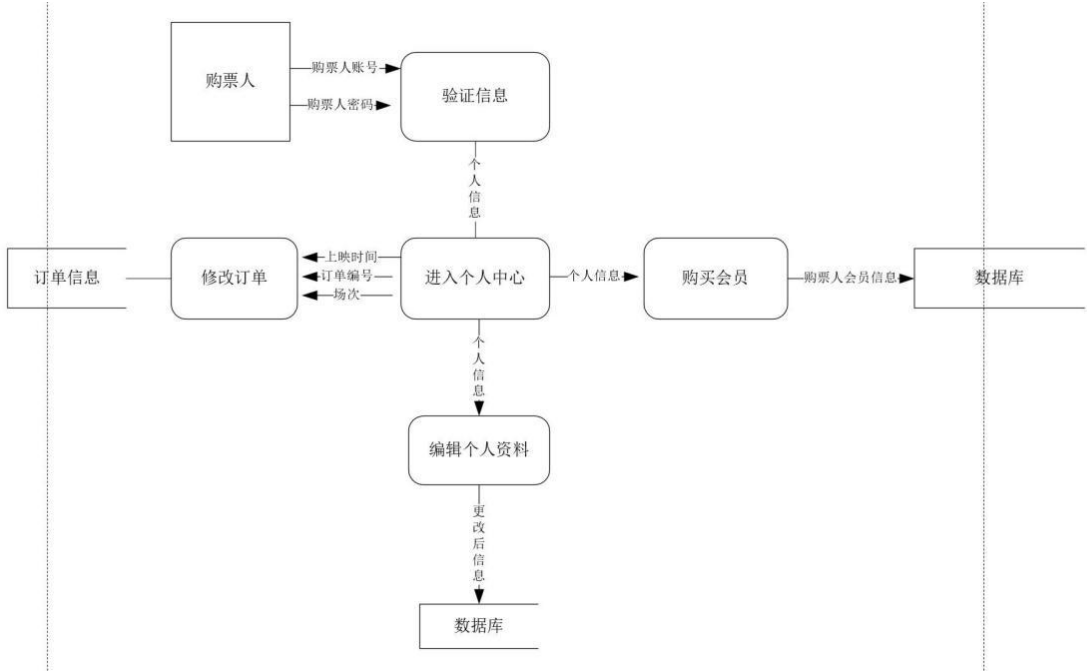 购票人
购票人账号
购票人密码
验证信息
个人信息
订单信息
修改订单
上映时间
订单编号
场次
进入个人中心
个人信息
购买会员
购票人会员信息
数据库
个人信息
编辑个人资料
更改后信息
数据库